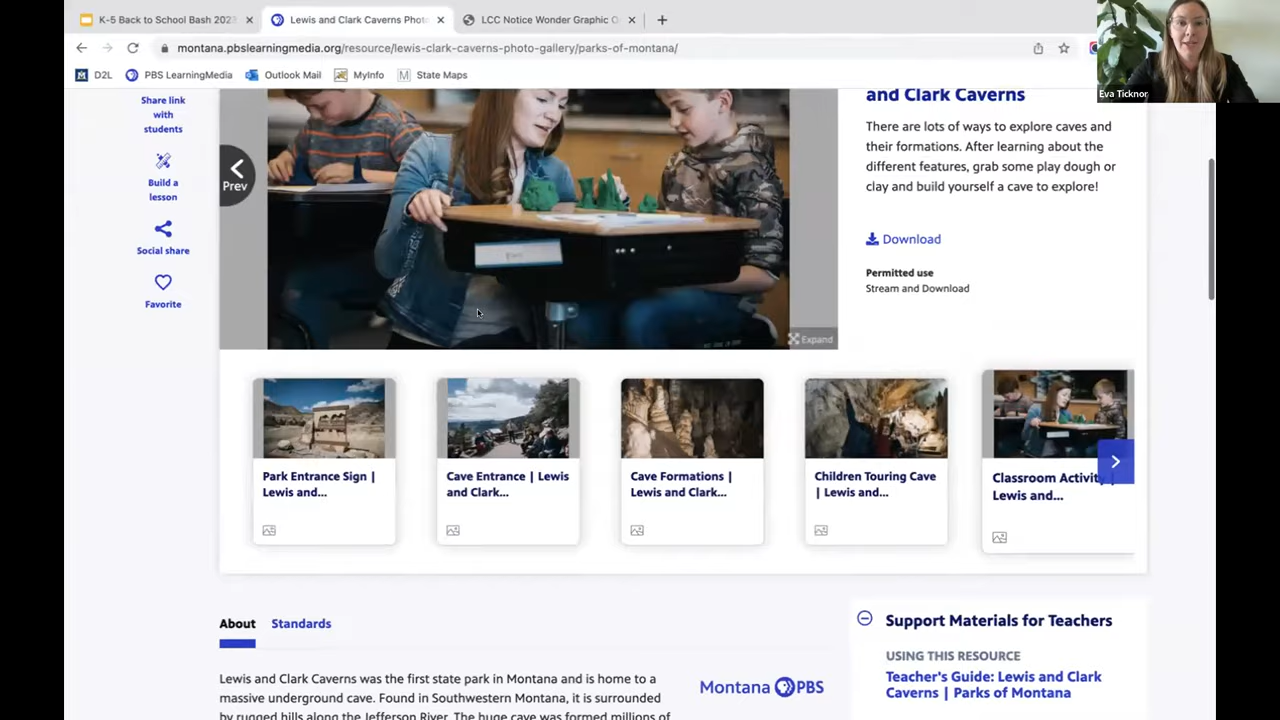 K-5 Back to School Bash 2023
Lewis and Clark Caverns Phot
LCC Notice Wonder Graphic O
montana.pbslearningmedia.org/resource/lewis-clark-caverns-photo-gallery/parks-of-montana/
D2L
PBS LearningMedia
Outlook Mail
MyInfo
M
State Maps
Eva Ticknor
Share link
with
students
Build a
lesson
Social share
Favorite
Prev
Expand
and Clark Caverns
There are lots of ways to explore caves and
their formations. After learning about the
different features, grab some play dough or
clay and build yourself a cave to explore!
Download
Permitted use
Stream and Download
Park Entrance Sign |
Lewis and...
Cave Entrance | Lewis
and Clark...
Cave Formations |
Lewis and Clark...
Children Touring Cave
| Lewis and...
Classroom Activity |
Lewis and...
About
Standards
Lewis and Clark Caverns was the first state park in Montana and is home to a
massive underground cave. Found in Southwestern Montana, it is surrounded
by rugged hills along the Jefferson River. The huge cave was formed millions of
Montana PBS
Support Materials for Teachers
USING THIS RESOURCE
Teacher's Guide: Lewis and Clark
Caverns | Parks of Montana